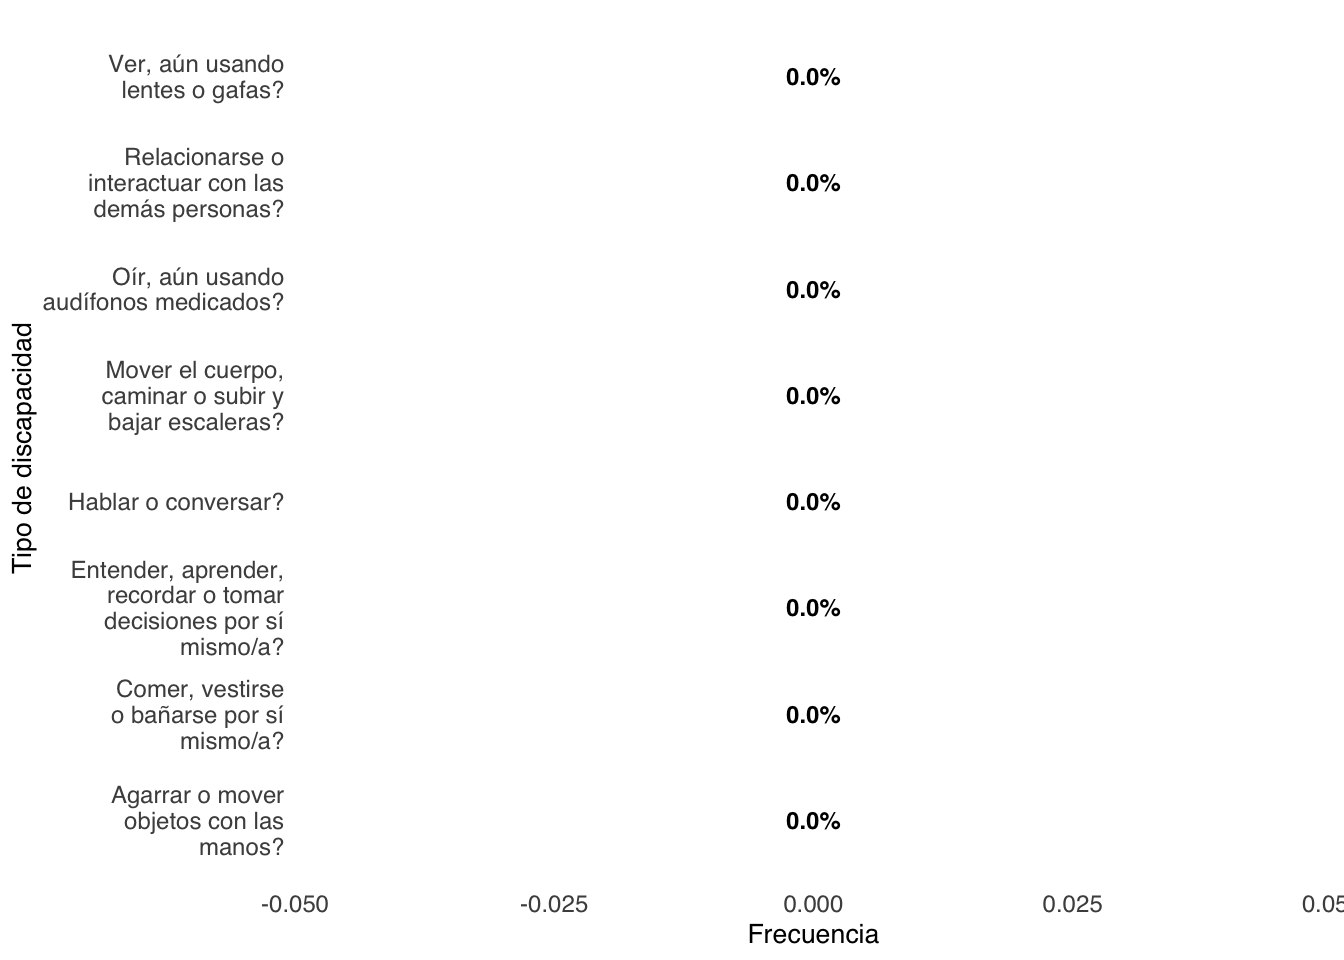 Ver, aún usando
lentes o gafas?
0.0%
Relacionarse o
interactuar con las
demás personas?
0.0%
Oír, aún usando
audífonos medicados?
0.0%
Mover el cuerpo,
caminar o subir y
bajar escaleras?
0.0%
Hablar o conversar?
0.0%
Entender, aprender,
recordar o tomar
decisiones por sí
mismo/a?
0.0%
Comer, vestirse
o bañarse por sí
mismo/a?
0.0%
Agarrar o mover
objetos con las
manos?
0.0%
Tipo de discapacidad
-0.050 -0.025 0.000 0.025 0.05
Frecuencia